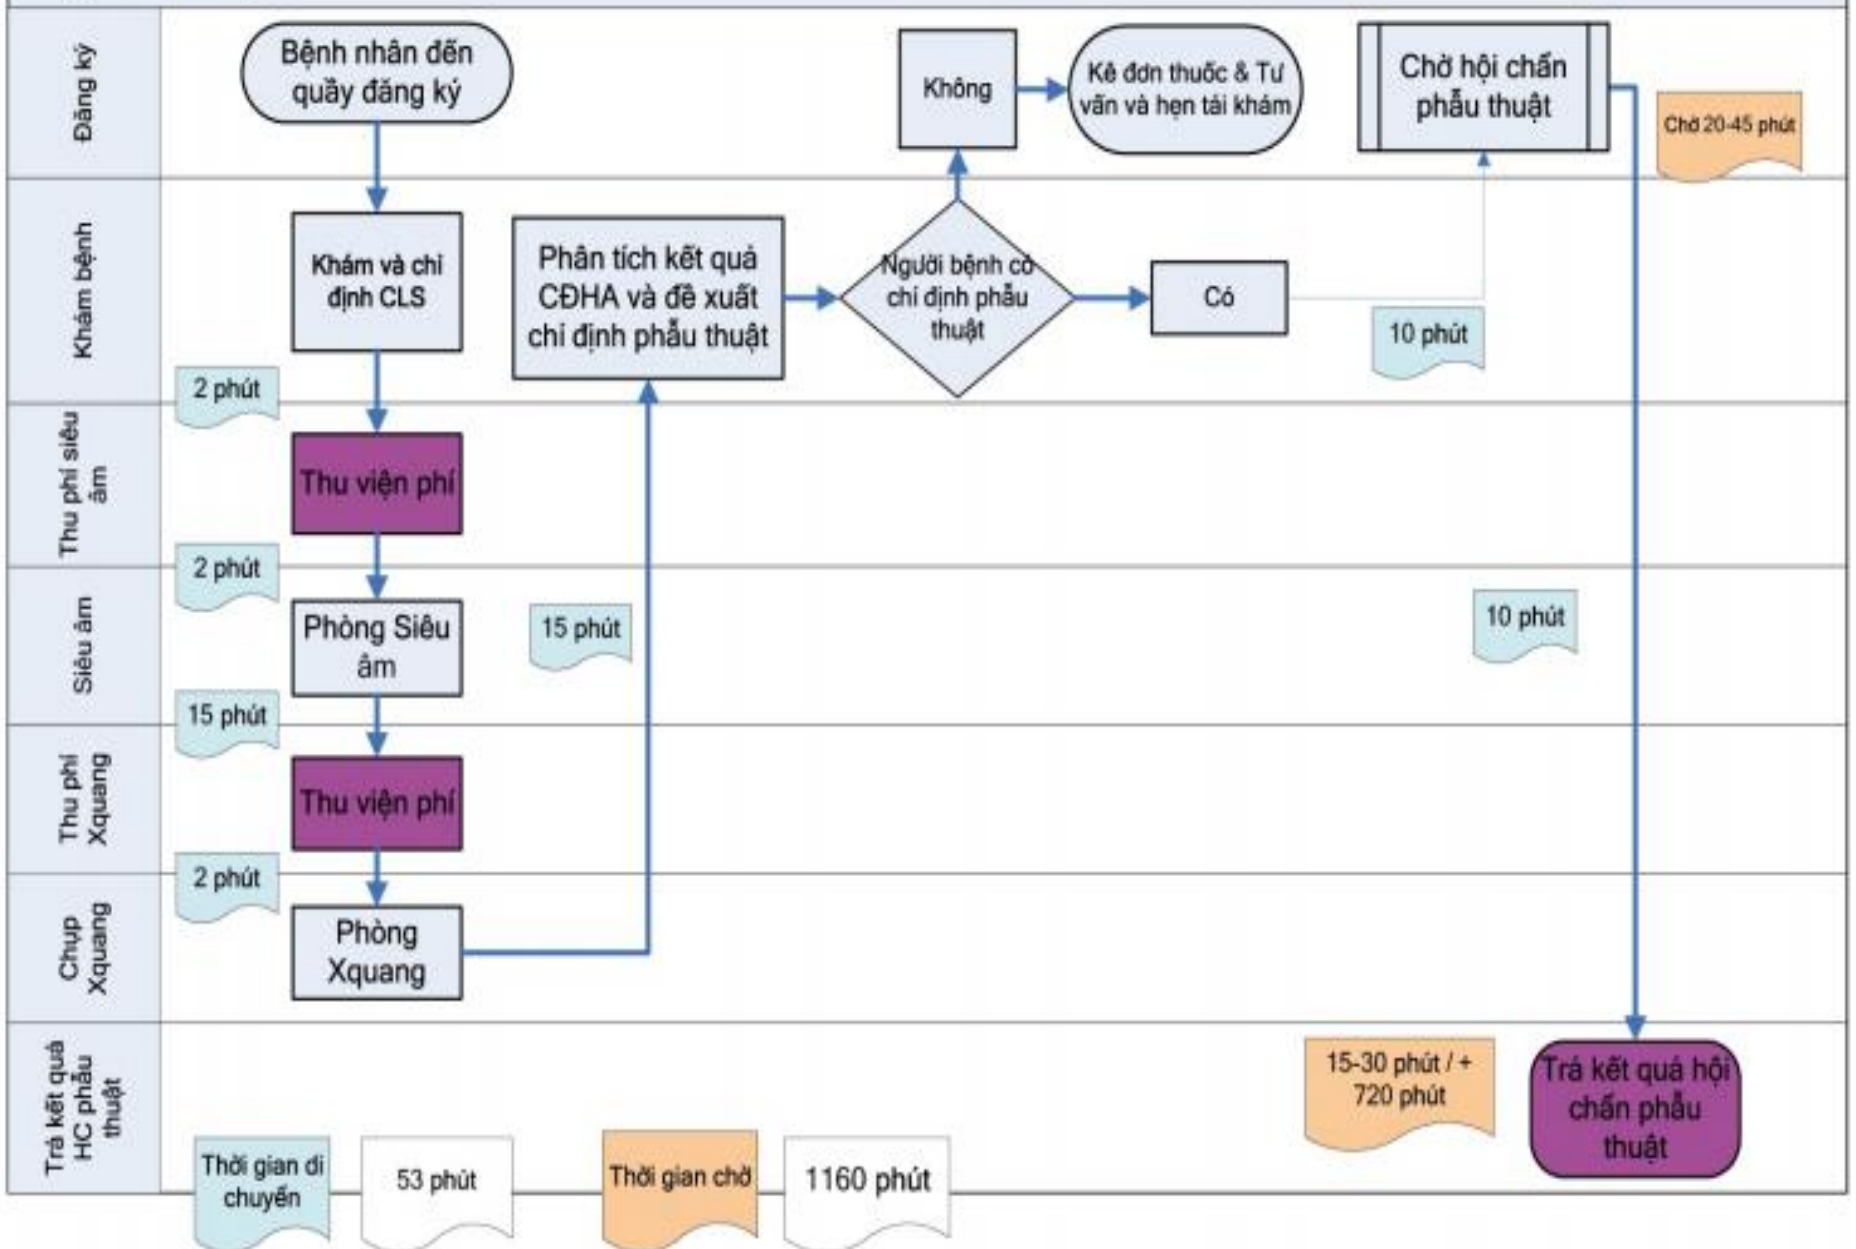 Đăng ký
Bệnh nhân đến
quầy đăng ký
Không
Kê đơn thuốc & Tư
vấn và hẹn tái khám
Chờ hội chẩn
phẫu thuật
Chờ 20-45 phút
Khám bệnh
Khám và chỉ
định CLS
Phân tích kết quả
CĐHA và đề xuất
chỉ định phẫu thuật
Người bệnh có
chỉ định phẫu
thuật
Có
10 phút
2 phút
Thu phí siêu
âm
Thu viện phí
2 phút
Siêu âm
Phòng Siêu
âm
15 phút
10 phút
15 phút
Thu phí
Xquang
Thu viện phí
2 phút
Chụp
Xquang
Phòng
Xquang
Trả kết quả
HC phẫu
thuật
15-30 phút / +
720 phút
Trả kết quả hội
chẩn phẫu
thuật
Thời gian di
chuyển
53 phút
Thời gian chờ
1160 phút